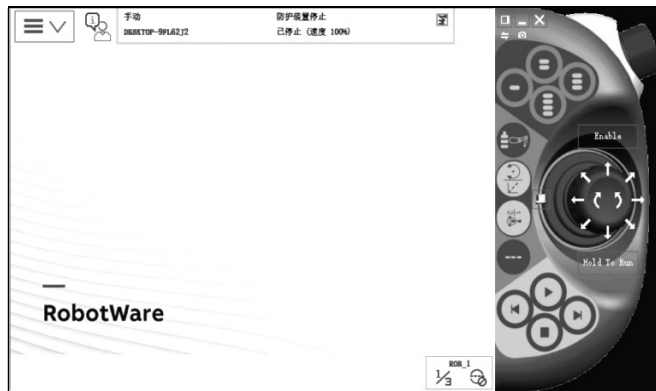 手动
防护装置停止
DESKTOP-9FL62J2
已停止 (速度 100%)
Enable
Hold To Run
RobotWare
ROB_1
1/3